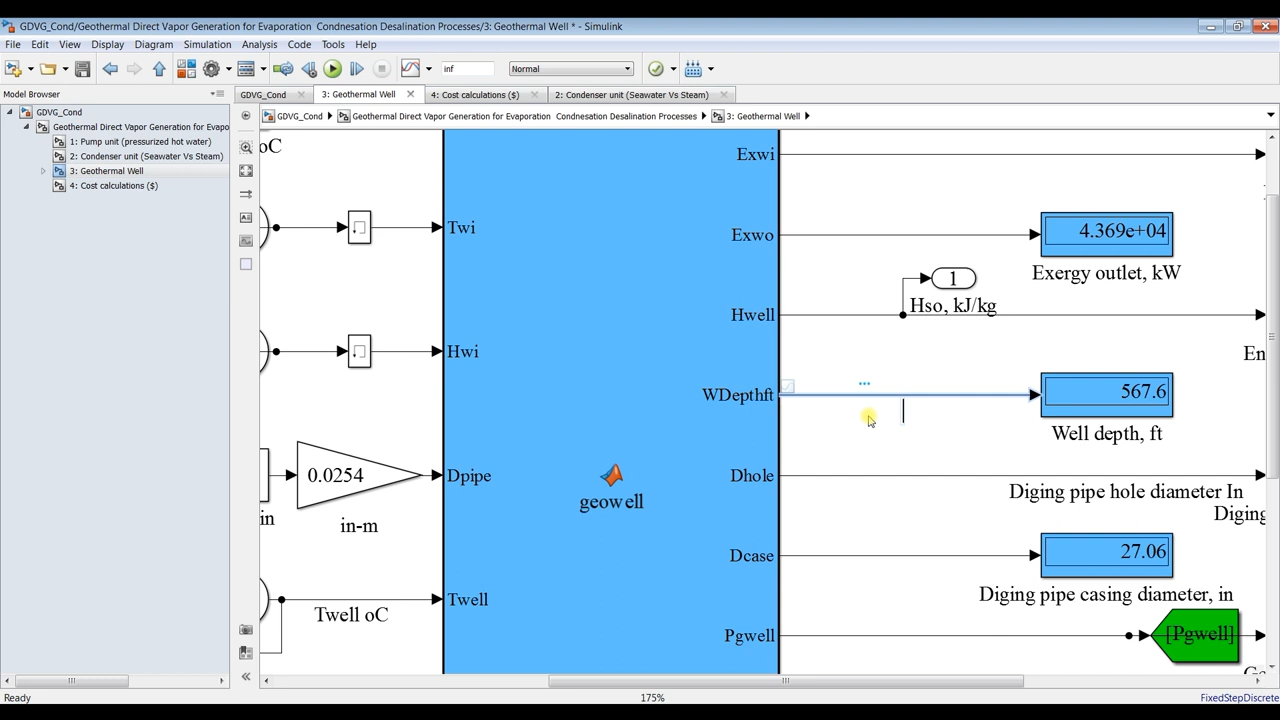 GDVG_Cond/Geothermal Direct Vapor Generation for Evaporation  Condnesation Desalination Processes/3: Geothermal Well * - Simulink
File Edit View Display Diagram Simulation Analysis Code Tools Help
inf Normal
Model Browser
GDVG_Cond 3: Geothermal Well 4: Cost calculations ($) 2: Condenser unit (Seawater Vs Steam)
GDVG_Cond Geothermal Direct Vapor Generation for Evaporation  Condnesation Desalination Processes 3: Geothermal Well
GDVG_Cond
Geothermal Direct Vapor Generation for Evapo
1: Pump unit (pressurized hot water)
2: Condenser unit (Seawater Vs Steam)
3: Geothermal Well
4: Cost calculations ($)
oC
Exwi
Twi
Exwo
4.369e+04
Exergy outlet, kW
1
Hso, kJ/kg
Hwell
Hwi
En
WDepthft
567.6
Well depth, ft
0.0254
Dpipe
Dhole
in
in-m
geowell
Diging pipe hole diameter In
Diging
Dcase
27.06
Diging pipe casing diameter, in
Twell oC
Twell
Pgwell
[Pgwell]
Ready
175%
FixedStepDiscrete